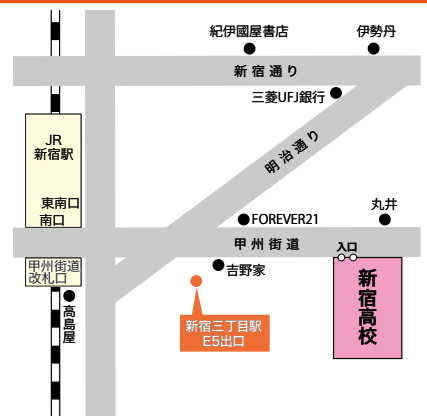 紀伊國屋書店
伊勢丹
新宿通り
三菱UFJ銀行
明治通り
JR
新宿駅
東南口
南口
丸井
FOREVER21
甲州街道
入口
甲州街道
改札口
吉野家
高島屋
新宿高校
新宿三丁目駅
E5出口